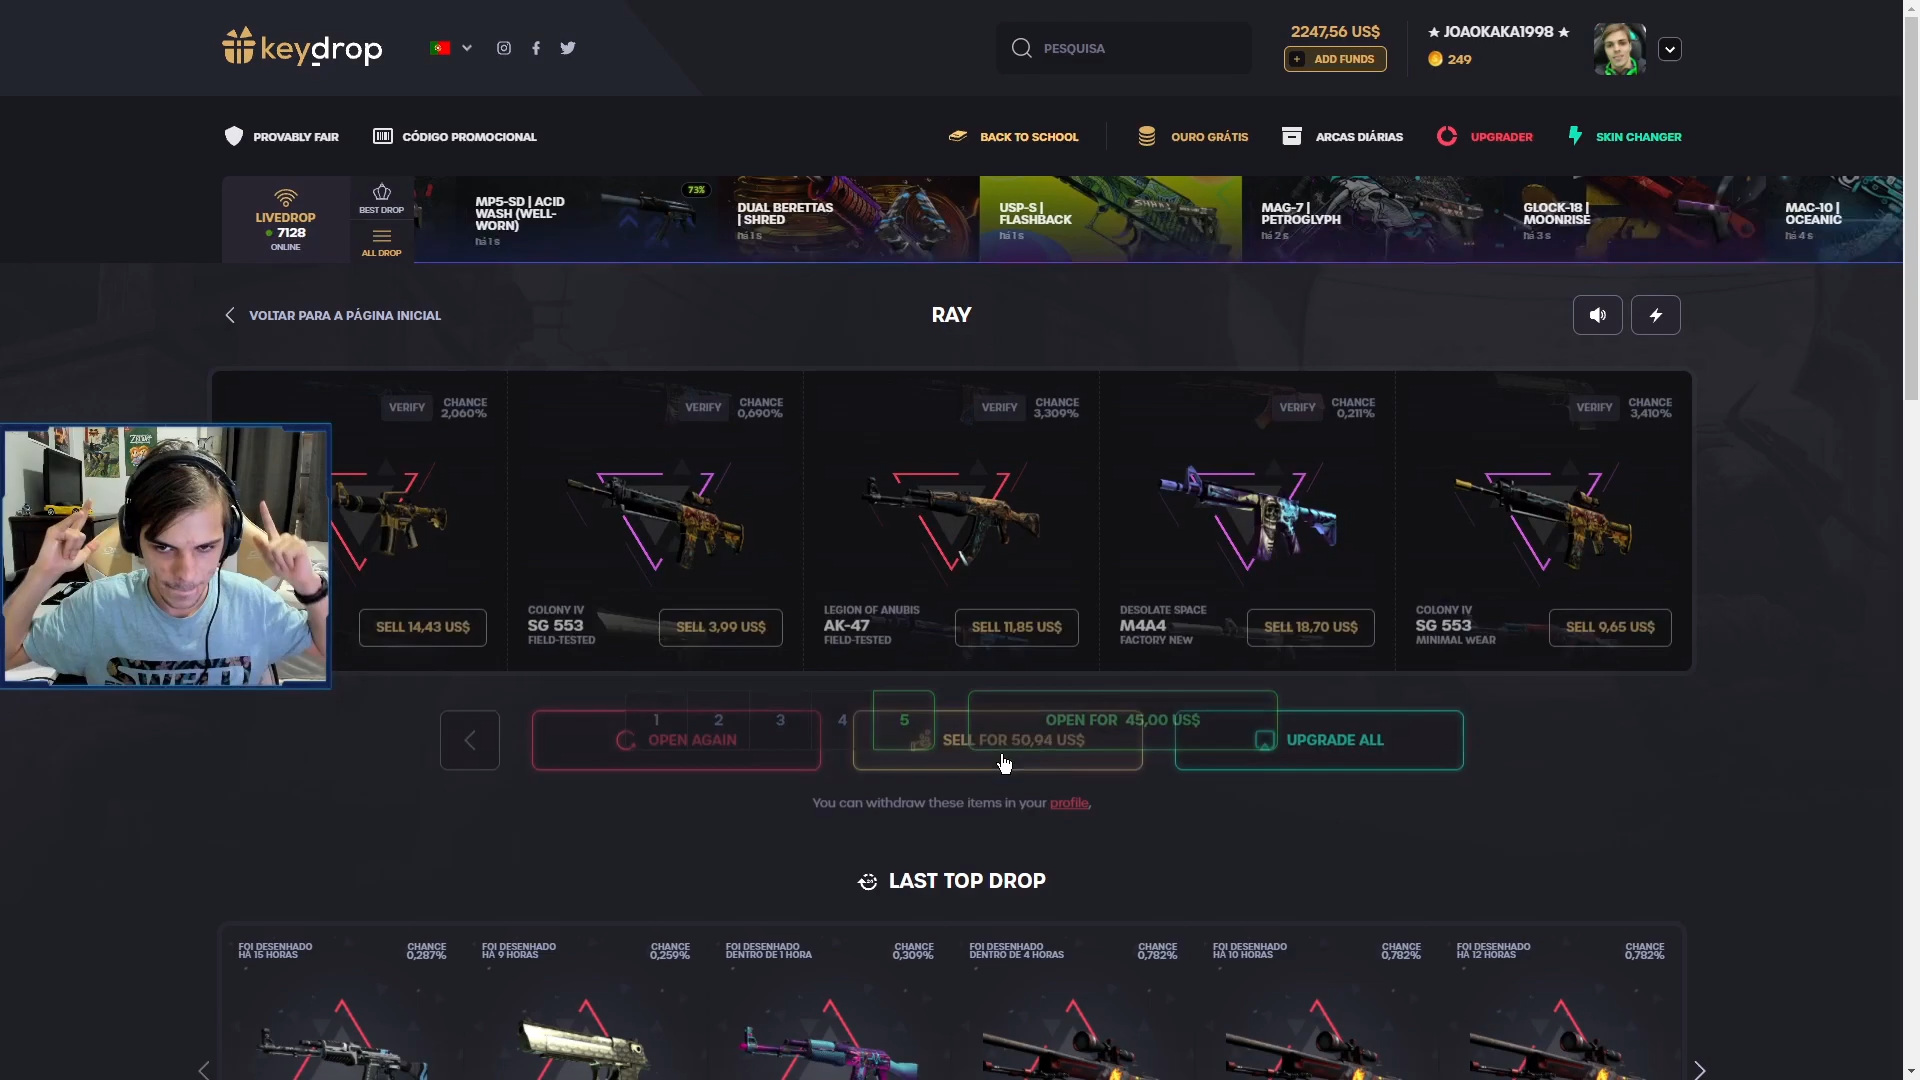 keydrop
PESQUISA
2247,56 US$
+ ADD FUNDS
★ JOAOKAKA1998 ★
249
PROVABLY FAIR
CÓDIGO PROMOCIONAL
BACK TO SCHOOL
OURO GRÁTIS
ARCAS DIÁRIAS
UPGRADER
SKIN CHANGER
LIVEDROP
7128
ONLINE
BEST DROP
ALL DROP
MP5-SD | ACID
WASH (WELL-
WORN)
há 1 s
73%
DUAL BERETTAS
| SHRED
há 1 s
USP-S |
FLASHBACK
há 1 s
MAG-7 |
PETROGLYPH
há 2 s
GLOCK-18 |
MOONRISE
há 3 s
MAC-10 |
OCEANIC
há 4 s
VOLTAR PARA A PÁGINA INICIAL
RAY
VERIFY
CHANCE
2,060%
VERIFY
CHANCE
0,690%
VERIFY
CHANCE
3,309%
VERIFY
CHANCE
0,211%
VERIFY
CHANCE
3,410%
SELL 14,43 US$
COLONY IV
SG 553
FIELD-TESTED
SELL 3,99 US$
LEGION OF ANUBIS
AK-47
FIELD-TESTED
SELL 11,85 US$
DESOLATE SPACE
M4A4
FACTORY NEW
SELL 18,70 US$
COLONY IV
SG 553
MINIMAL WEAR
SELL 9,65 US$
1 2 3 4 5
OPEN FOR 45,00 US$
OPEN AGAIN
SELL FOR 50,94 US$
UPGRADE ALL
You can withdraw these items in your profile,
LAST TOP DROP
FOI DESENHADO
HÁ 15 HORAS
CHANCE
0,287%
FOI DESENHADO
HÁ 9 HORAS
CHANCE
0,259%
FOI DESENHADO
DENTRO DE 1 HORA
CHANCE
0,309%
FOI DESENHADO
DENTRO DE 4 HORAS
CHANCE
0,782%
FOI DESENHADO
HÁ 10 HORAS
CHANCE
0,782%
FOI DESENHADO
HÁ 12 HORAS
CHANCE
0,782%